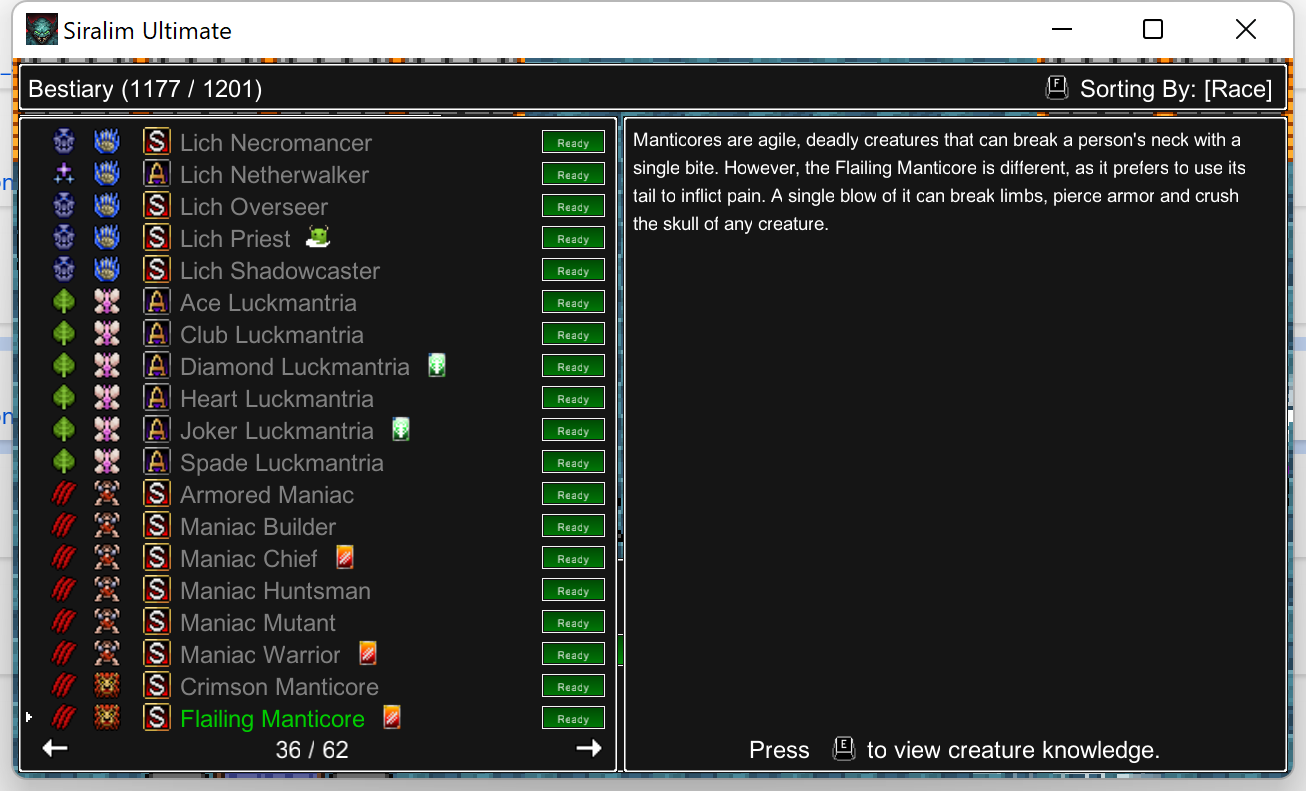 Siralim Ultimate
Bestiary (1177 / 1201)
F Sorting By: [Race]
S Lich Necromancer Ready
A Lich Netherwalker Ready
S Lich Overseer Ready
S Lich Priest Ready
S Lich Shadowcaster Ready
A Ace Luckmantria Ready
A Club Luckmantria Ready
A Diamond Luckmantria Ready
A Heart Luckmantria Ready
A Joker Luckmantria Ready
A Spade Luckmantria Ready
S Armored Maniac Ready
S Maniac Builder Ready
S Maniac Chief Ready
S Maniac Huntsman Ready
S Maniac Mutant Ready
S Maniac Warrior Ready
S Crimson Manticore Ready
S Flailing Manticore Ready
36 / 62
Manticores are agile, deadly creatures that can break a person's neck with a
single bite. However, the Flailing Manticore is different, as it prefers to use its
tail to inflict pain. A single blow of it can break limbs, pierce armor and crush
the skull of any creature.
Press E to view creature knowledge.
on
on